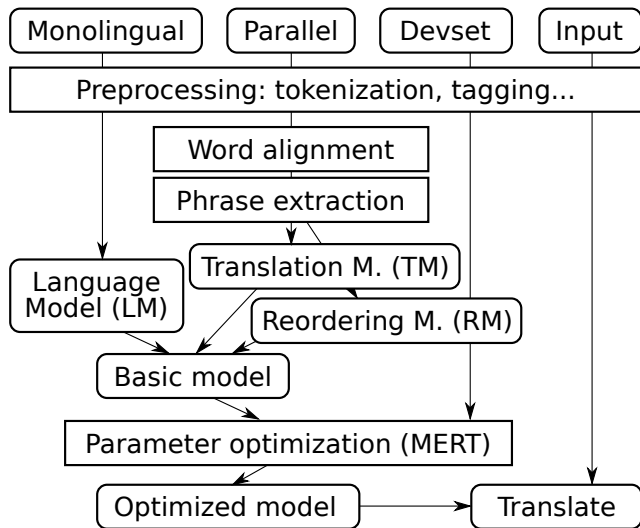 Monolingual
Parallel
Devset
Input
Preprocessing: tokenization, tagging...
Word alignment
Phrase extraction
Translation M. (TM)
Language
Model (LM)
Reordering M. (RM)
Basic model
Parameter optimization (MERT)
Optimized model
Translate